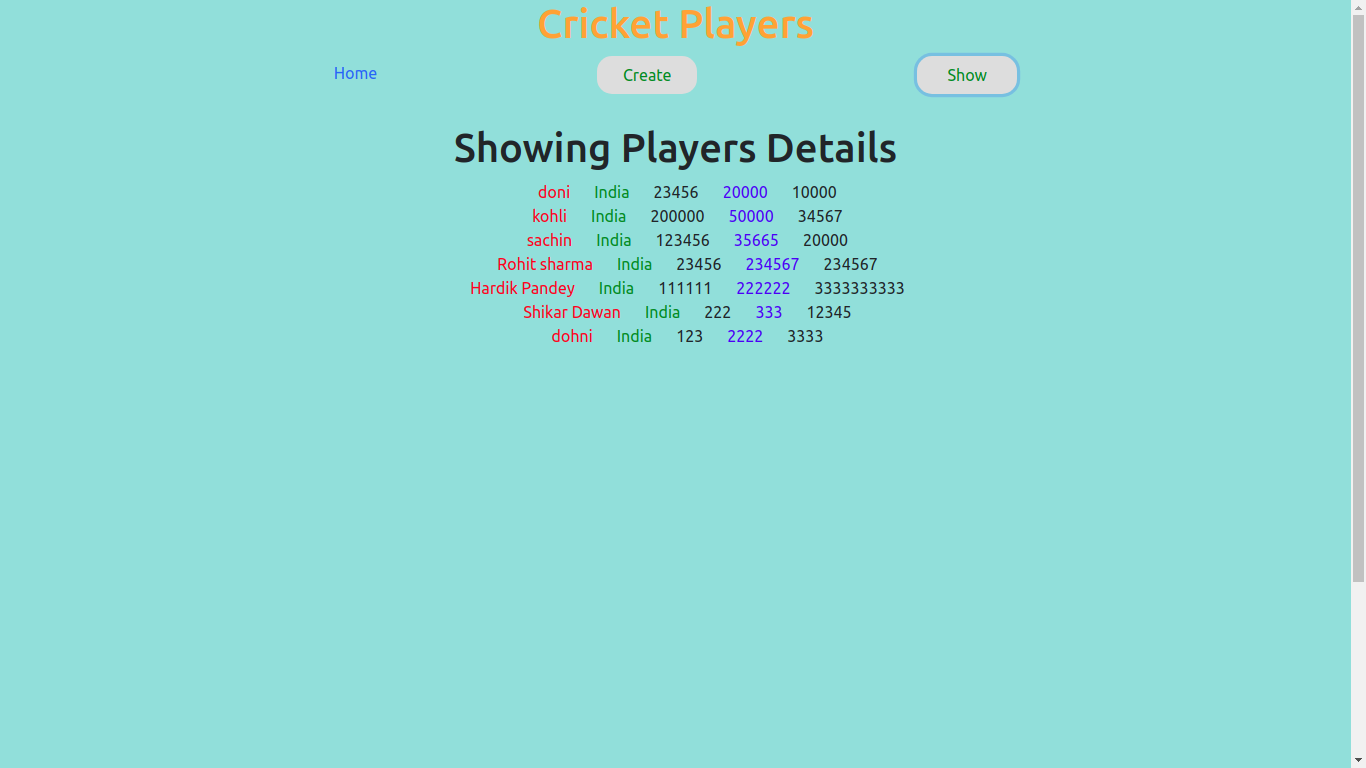 Cricket Players
Home Create Show
Showing Players Details
doni India 23456 20000 10000
kohli India 200000 50000 34567
sachin India 123456 35665 20000
Rohit sharma India 23456 234567 234567
Hardik Pandey India 111111 222222 3333333333
Shikar Dawan India 222 333 12345
dohni India 123 2222 3333